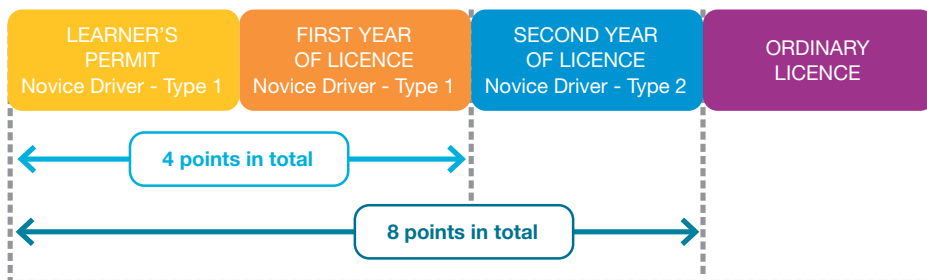 LEARNER'S
PERMIT
Novice Driver - Type 1
FIRST YEAR
OF LICENCE
Novice Driver - Type 1
SECOND YEAR
OF LICENCE
Novice Driver - Type 2
ORDINARY
LICENCE
4 points in total
8 points in total